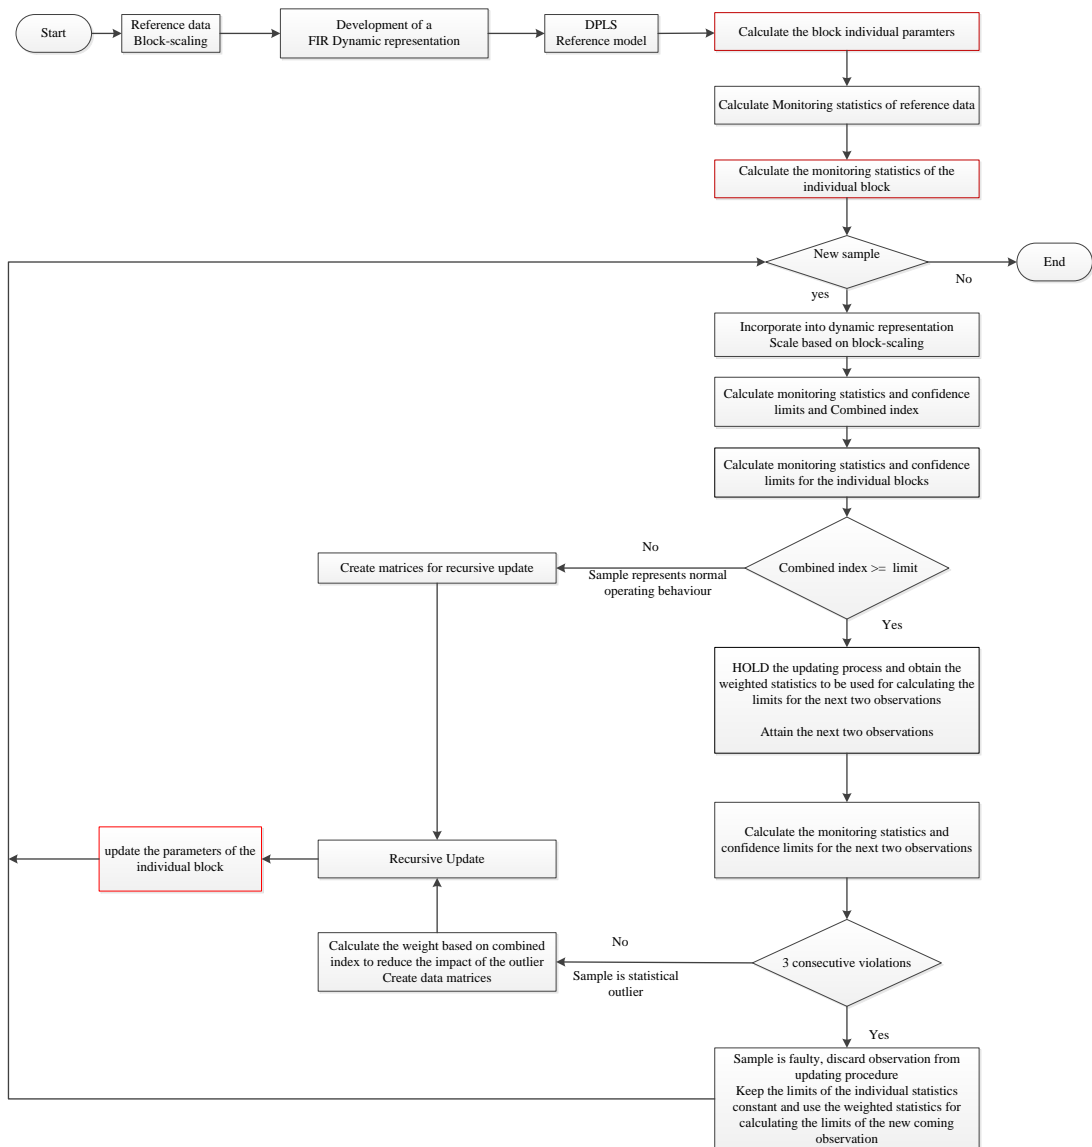 Start
Reference data
Block-scaling
Development of a
FIR Dynamic representation
DPLS
Reference model
Calculate the block individual paramters
Calculate Monitoring statistics of reference data
Calculate the monitoring statistics of the
individual block
New sample
No
End
yes
Incorporate into dynamic representation
Scale based on block-scaling
Calculate monitoring statistics and confidence
limits and Combined index
Calculate monitoring statistics and confidence
limits for the individual blocks
Combined index >= limit
No
Sample represents normal
operating behaviour
Create matrices for recursive update
Yes
HOLD the updating process and obtain the
weighted statistics to be used for calculating the
limits for the next two observations
Attain the next two observations
Calculate the monitoring statistics and
confidence limits for the next two observations
Recursive Update
update the parameters of the
individual block
3 consecutive violations
No
Sample is statistical
outlier
Calculate the weight based on combined
index to reduce the impact of the outlier
Create data matrices
Yes
Sample is faulty, discard observation from
updating procedure
Keep the limits of the individual statistics
constant and use the weighted statistics for
calculating the limits of the new coming
observation